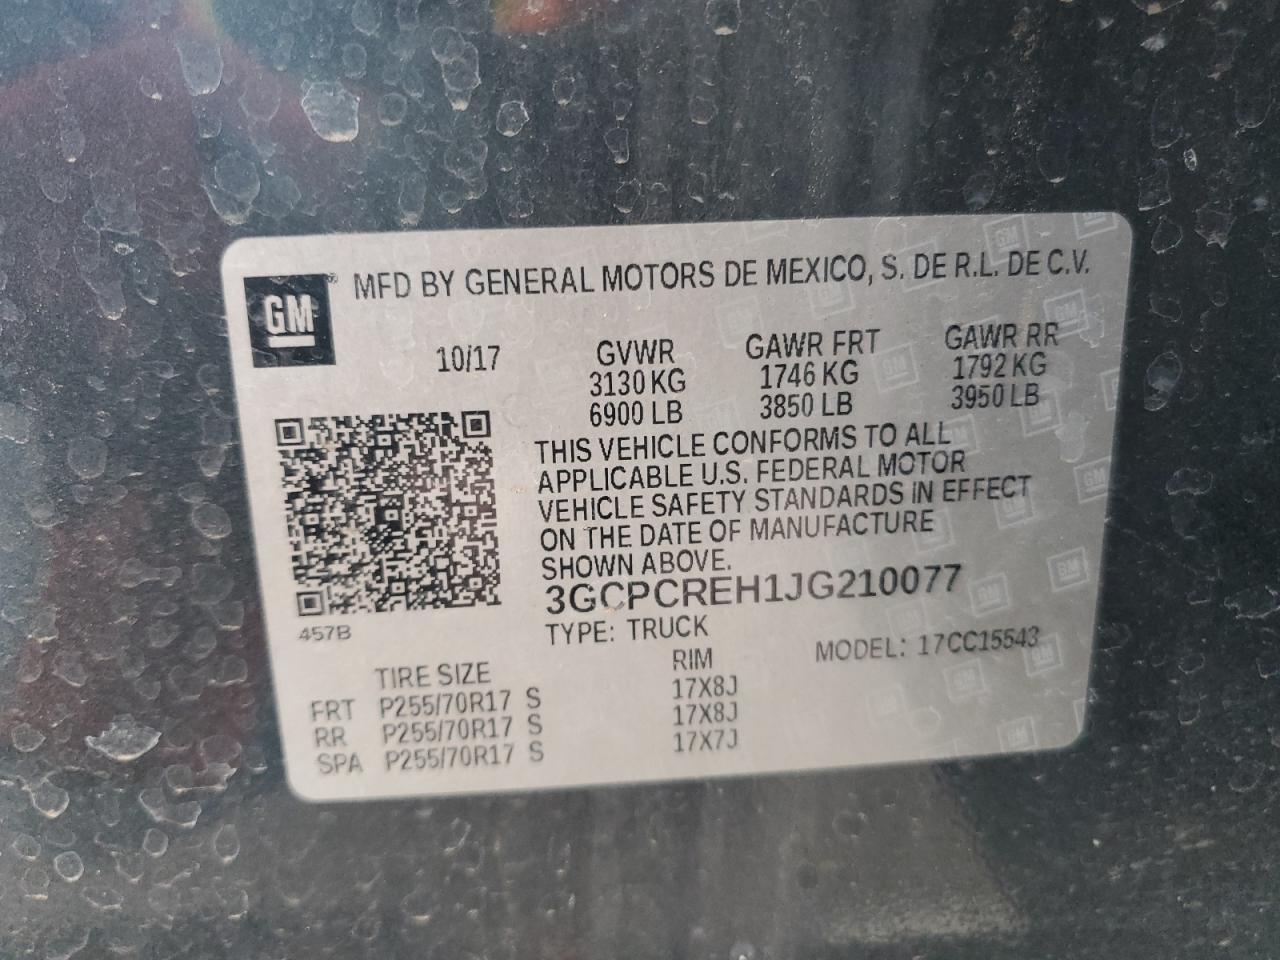 GM® MFD BY GENERAL MOTORS DE MEXICO, S. DE R.L. DE C.V.
10/17 GVWR GAWR FRT GAWR RR
3130 KG 1746 KG 1792 KG
6900 LB 3850 LB 3950 LB
THIS VEHICLE CONFORMS TO ALL
APPLICABLE U.S. FEDERAL MOTOR
VEHICLE SAFETY STANDARDS IN EFFECT
ON THE DATE OF MANUFACTURE
SHOWN ABOVE.
3GCPCREH1JG210077
457B
TYPE: TRUCK
MODEL: 17CC15543
TIRE SIZE RIM
FRT P255/70R17 S 17X8J
RR P255/70R17 S 17X8J
SPA P255/70R17 S 17X7J